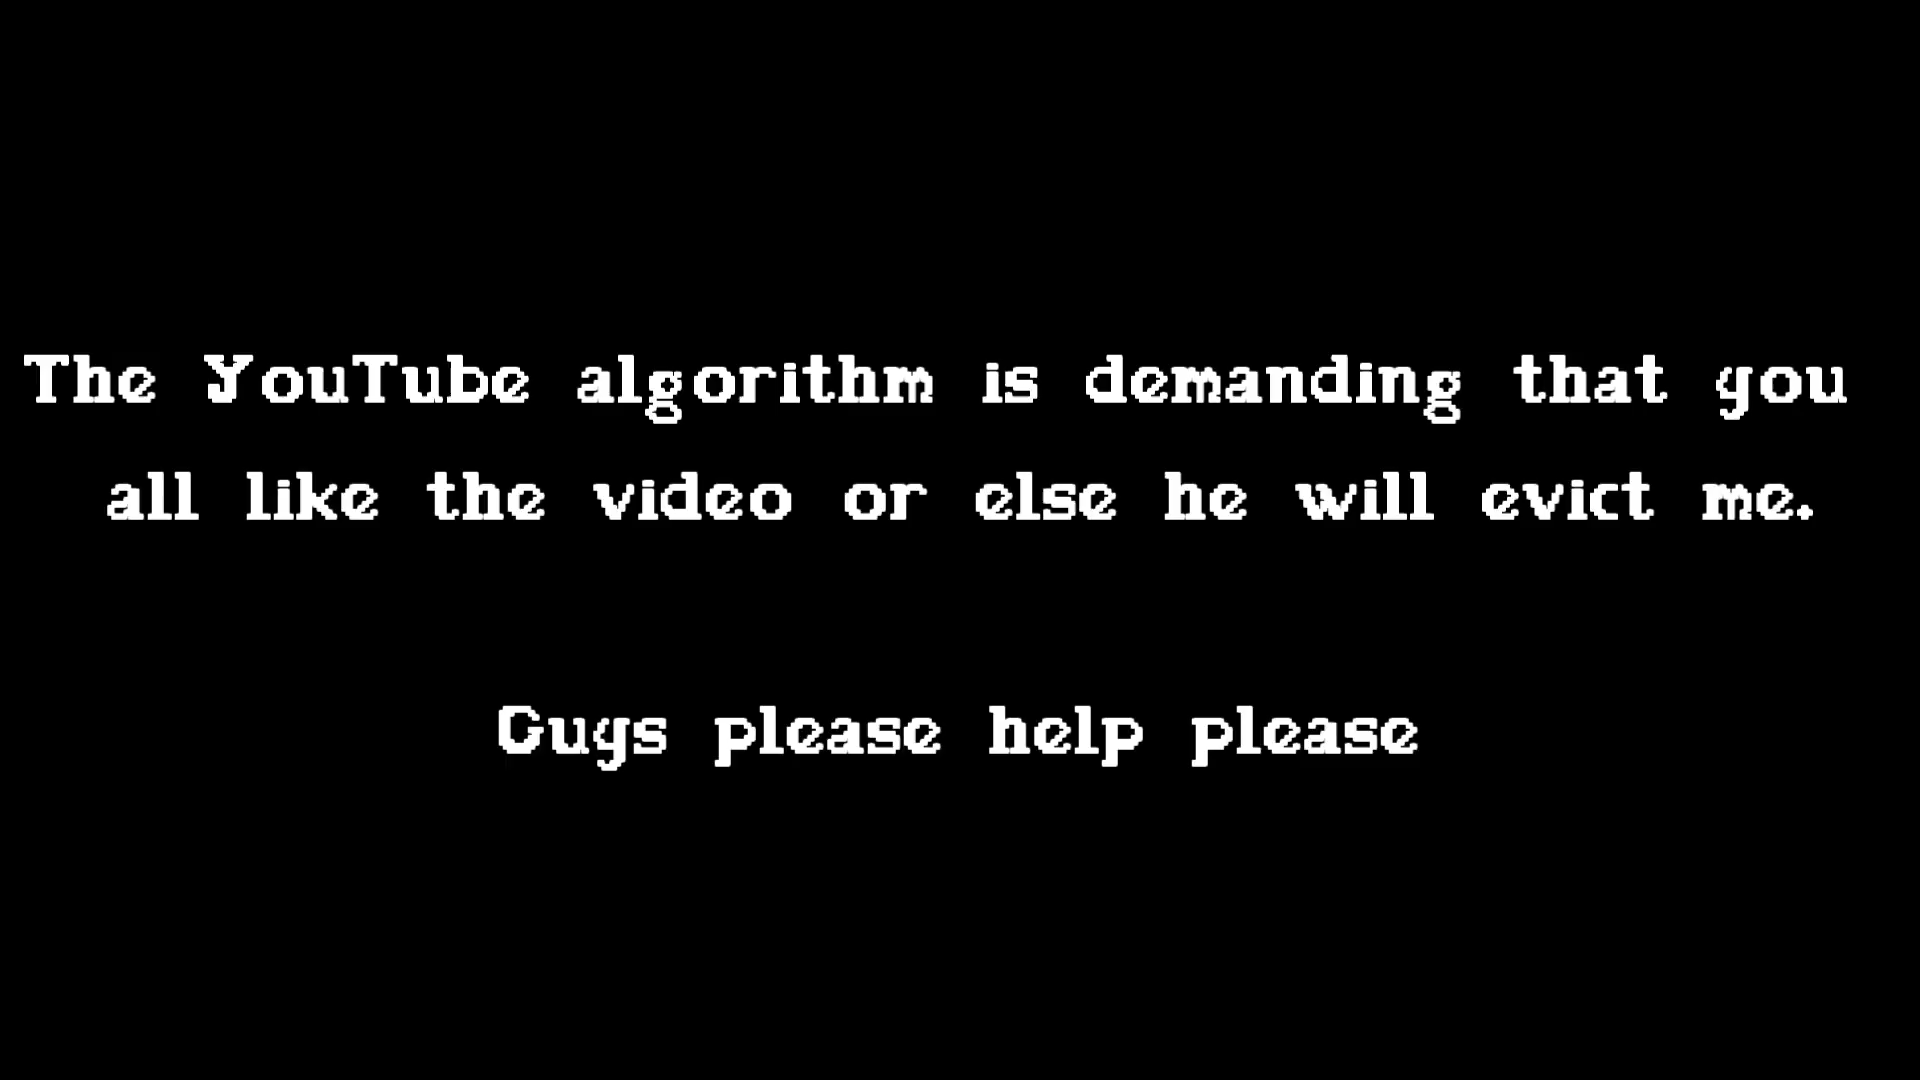 The YouTube algorithm is demanding that you
all like the video or else he will evict me.
Guys please help please